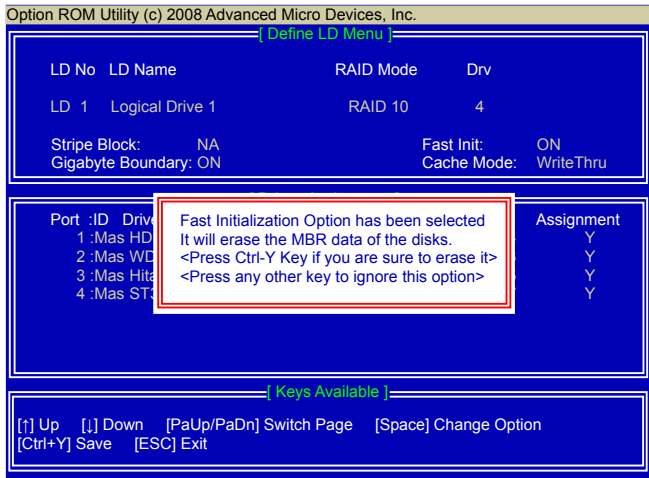 Option ROM Utility (c) 2008 Advanced Micro Devices, Inc.
[ Define LD Menu ]
LD No LD Name RAID Mode Drv
LD 1 Logical Drive 1 RAID 10 4
Stripe Block: NA Fast Init: ON
Gigabyte Boundary: ON Cache Mode: WriteThru
Port :ID Drive Assignment
1 :Mas HD Y
2 :Mas WD Y
3 :Mas Hita Y
4 :Mas ST3 Y
Fast Initialization Option has been selected
It will erase the MBR data of the disks.
<Press Ctrl-Y Key if you are sure to erase it>
<Press any other key to ignore this option>
[ Keys Available ]
[↑] Up [↓] Down [PaUp/PaDn] Switch Page [Space] Change Option
[Ctrl+Y] Save [ESC] Exit